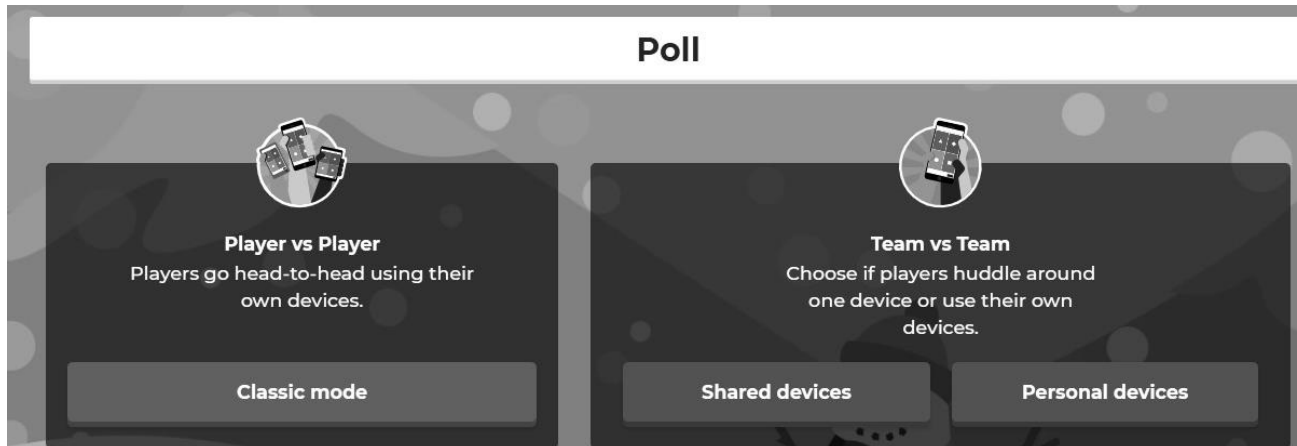 Poll
Player vs Player
Players go head-to-head using their
own devices.
Classic mode
Team vs Team
Choose if players huddle around
one device or use their own
devices.
Shared devices
Personal devices